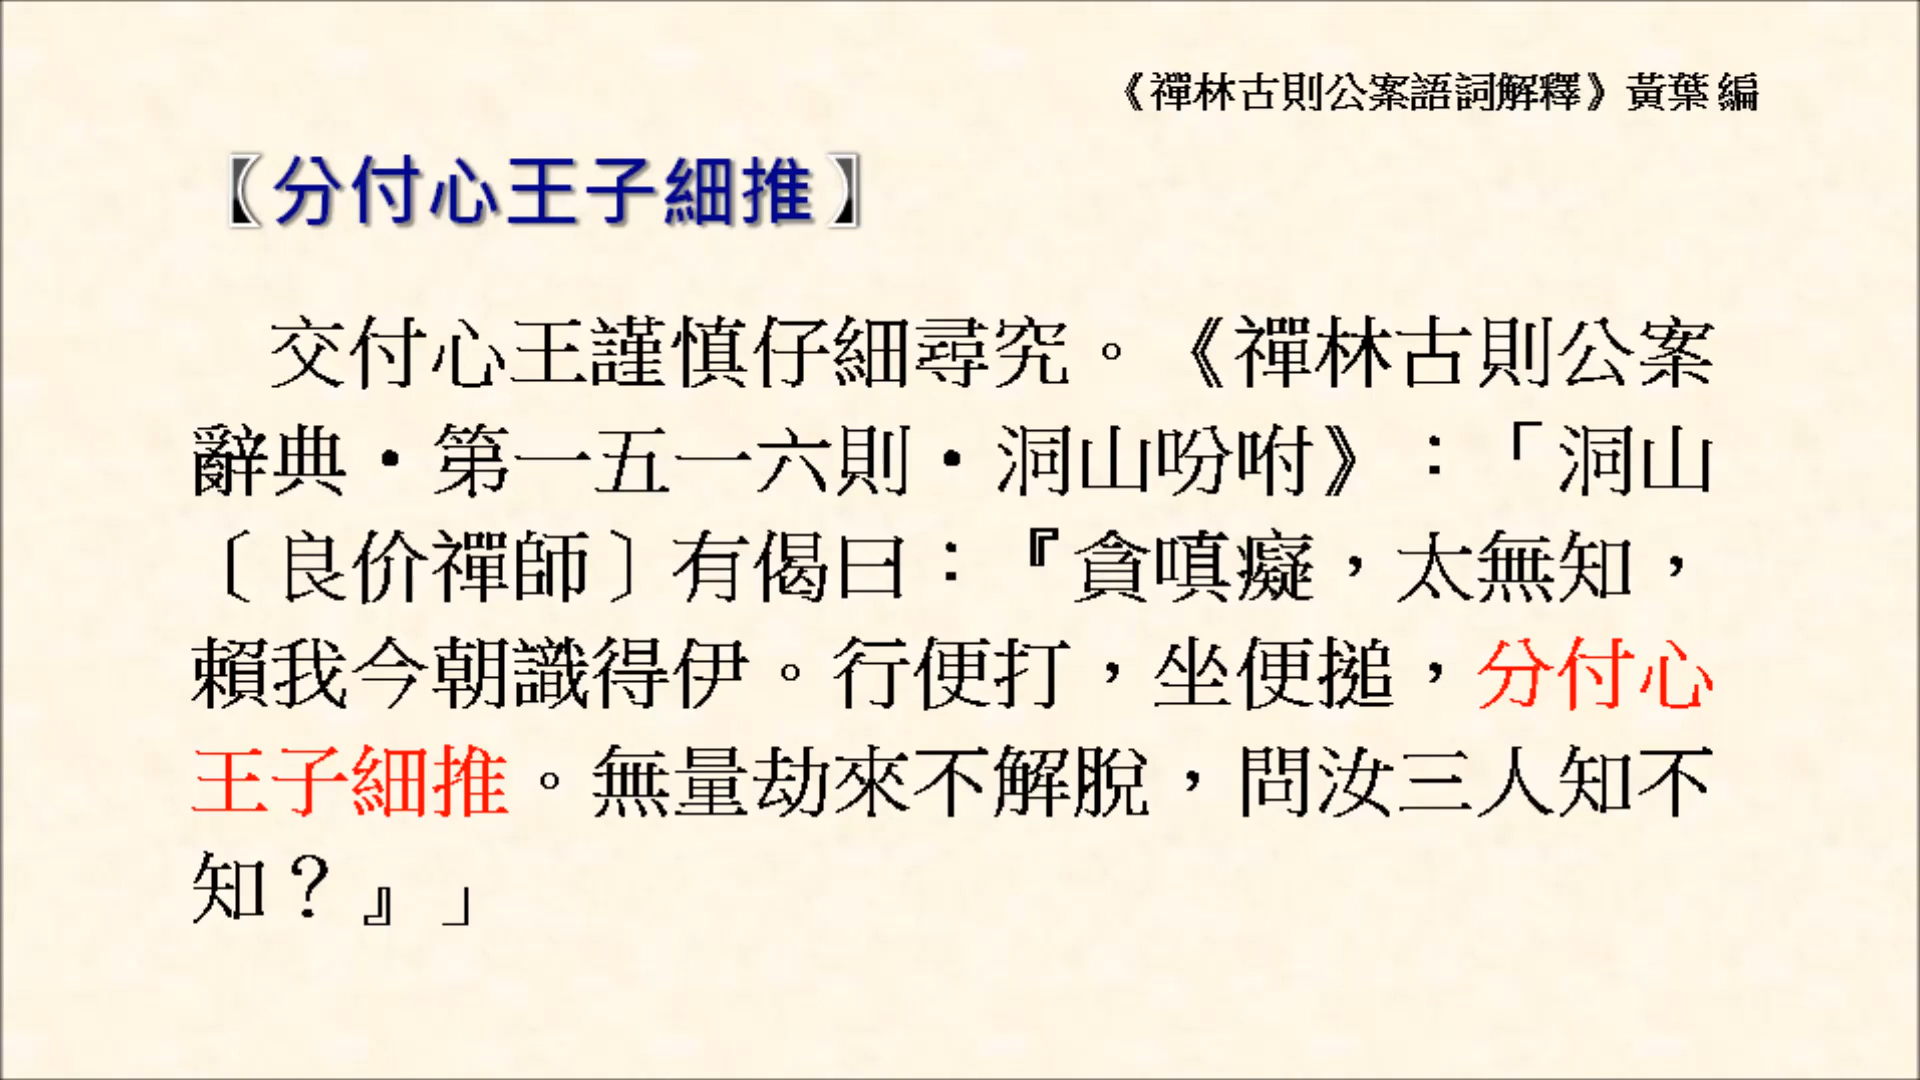 《禪林古則公案語詞解釋》黃葉 編
〖分付心王子細推〗
交付心王謹慎仔細尋究。《禪林古則公案
辭典・第一五一六則・洞山吩咐》：「洞山
〔良价禪師〕有偈曰：『貪嗔癡，太無知，
賴我今朝識得伊。行便打，坐便搥，分付心
王子細推。無量劫來不解脫，問汝三人知不
知？』」